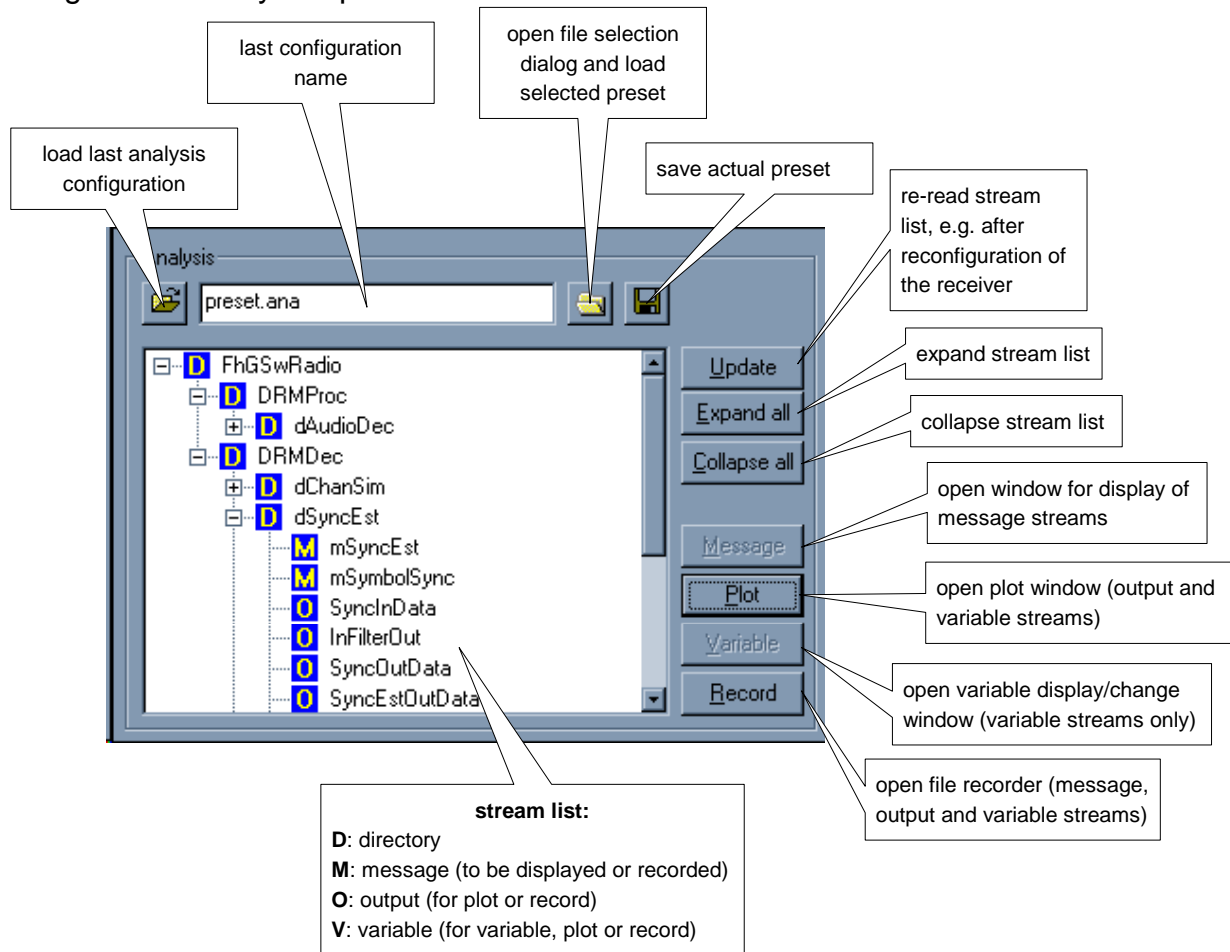 last configuration
name
open file selection
dialog and load
selected preset
load last analysis
configuration
save actual preset
re-read stream
list, e.g. after
reconfiguration of
the receiver
Analysis
preset.ana
FhGSwRadio
DRMProc
dAudioDec
DRMDec
dChanSim
dSyncEst
mSyncEst
mSymbolSync
SyncInData
InFilterOut
SyncOutData
SyncEstOutData
D
D
D
D
D
D
M
M
O
O
O
O
Update
Expand all
Collapse all
Message
Plot
Variable
Record
expand stream list
collapse stream list
open window for display of
message streams
open plot window (output and
variable streams)
open variable display/change
window (variable streams only)
open file recorder (message,
output and variable streams)
stream list:
D: directory
M: message (to be displayed or recorded)
O: output (for plot or record)
V: variable (for variable, plot or record)